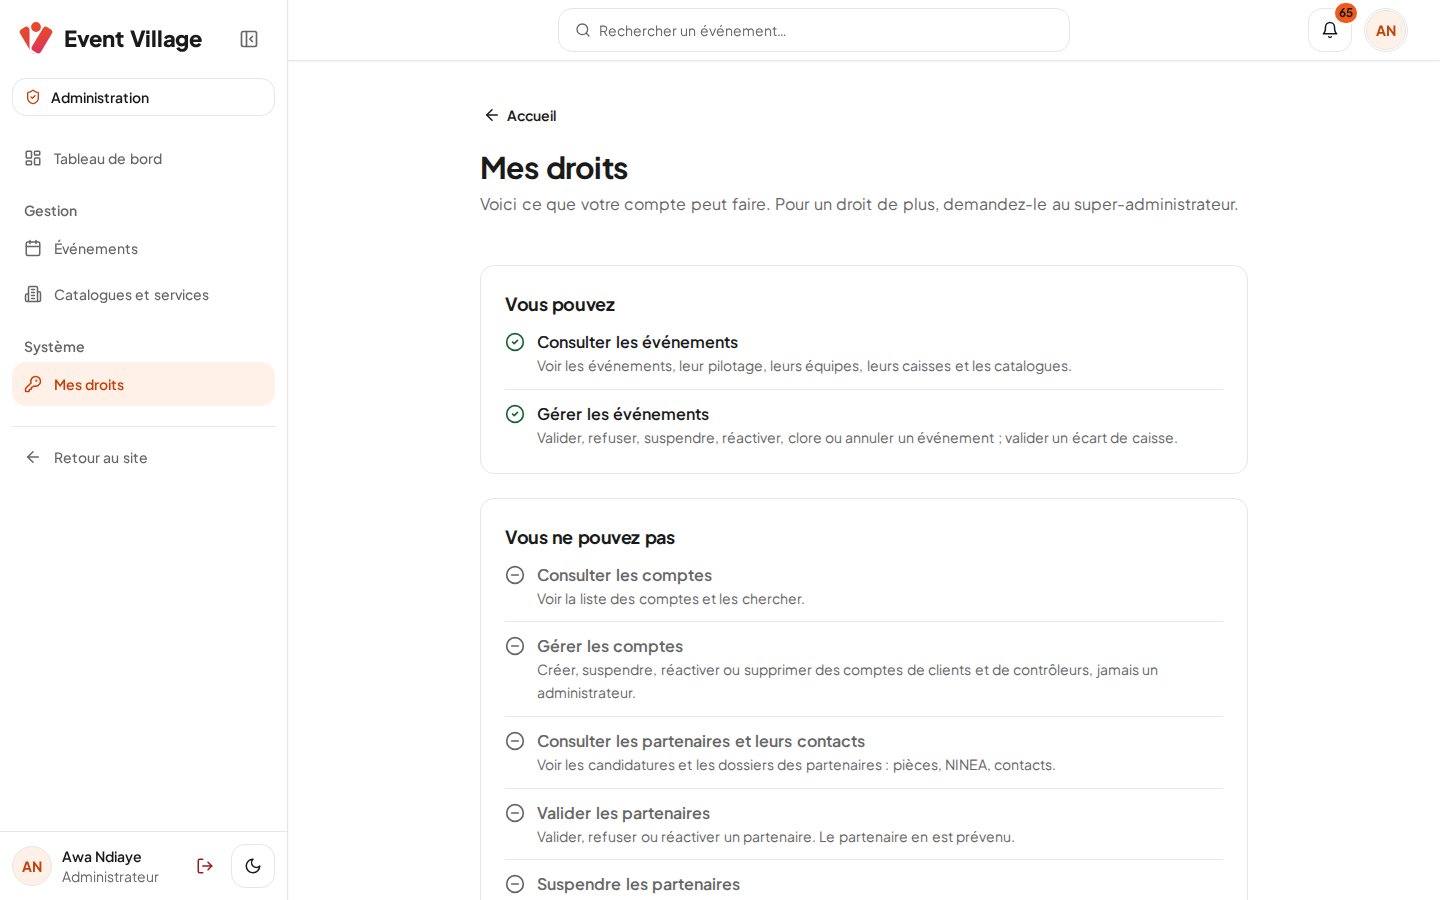 Event Village
Rechercher un événement...
65
AN
Administration
Tableau de bord
Gestion
Événements
Catalogues et services
Système
Mes droits
Retour au site
AN
Awa Ndiaye
Administrateur
Accueil
Mes droits
Voici ce que votre compte peut faire. Pour un droit de plus, demandez-le au super-administrateur.
Vous pouvez
Consulter les événements
Voir les événements, leur pilotage, leurs équipes, leurs caisses et les catalogues.
Gérer les événements
Valider, refuser, suspendre, réactiver, clore ou annuler un événement ; valider un écart de caisse.
Vous ne pouvez pas
Consulter les comptes
Voir la liste des comptes et les chercher.
Gérer les comptes
Créer, suspendre, réactiver ou supprimer des comptes de clients et de contrôleurs, jamais un
administrateur.
Consulter les partenaires et leurs contacts
Voir les candidatures et les dossiers des partenaires : pièces, NINEA, contacts.
Valider les partenaires
Valider, refuser ou réactiver un partenaire. Le partenaire en est prévenu.
Suspendre les partenaires